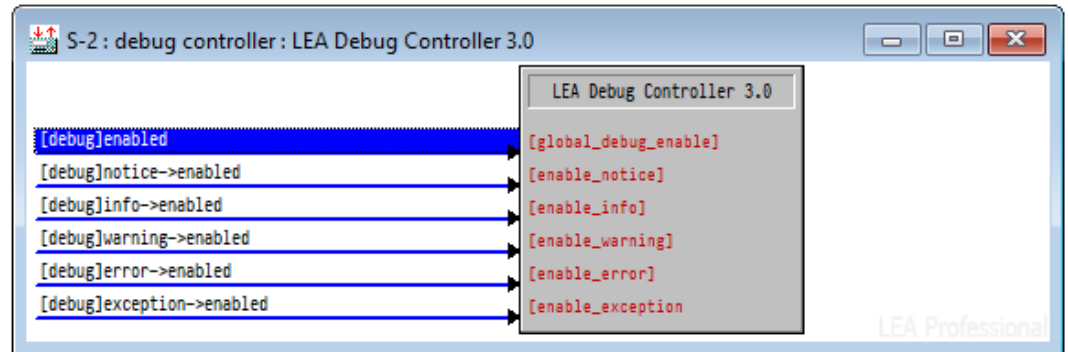 S-2 : debug controller : LEA Debug Controller 3.0
LEA Debug Controller 3.0
[debug]enabled [global_debug_enable]
[debug]notice->enabled [enable_notice]
[debug]info->enabled [enable_info]
[debug]warning->enabled [enable_warning]
[debug]error->enabled [enable_error]
[debug]exception->enabled [enable_exception
LEA Professional